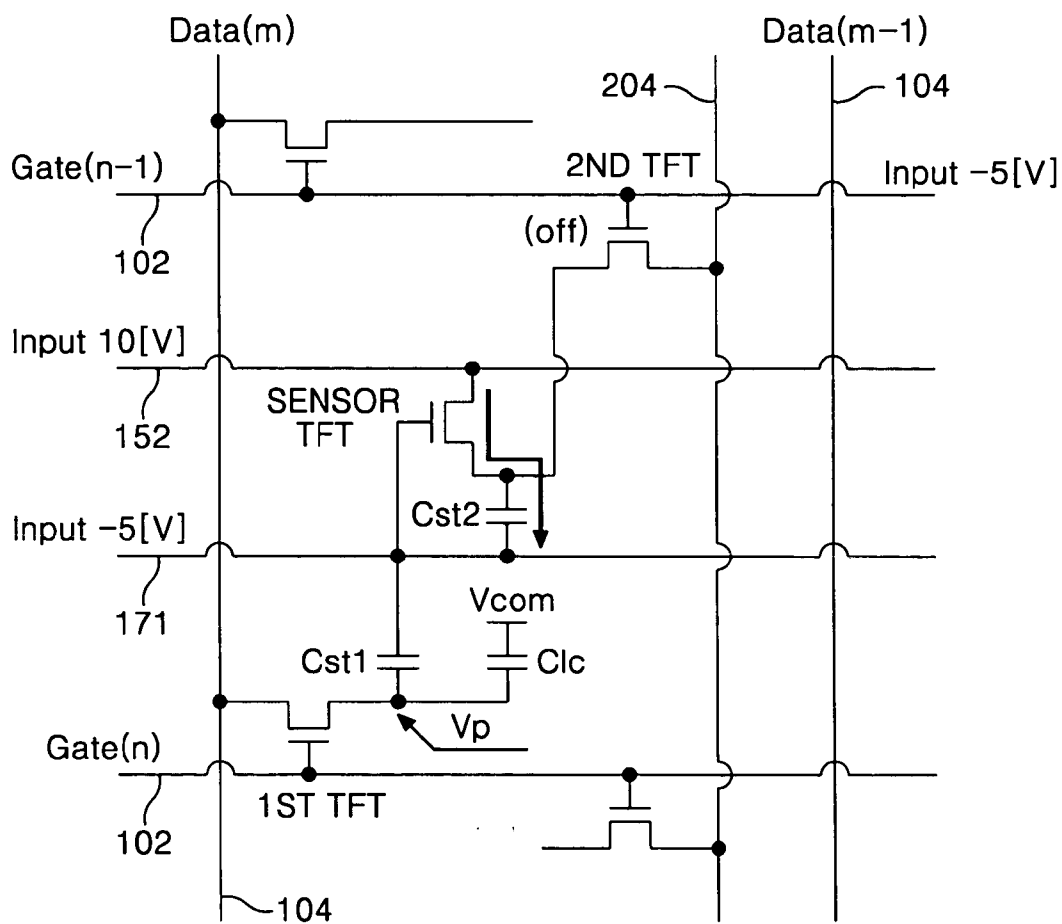 Data(m)
Data(m-1)
204
104
Gate(n-1)
2ND TFT
Input -5[V]
(off)
102
Input 10[V]
SENSOR
TFT
152
Cst2
Input -5[V]
171
Vcom
Cst1
Clc
Vp
Gate(n)
1ST TFT
102
104